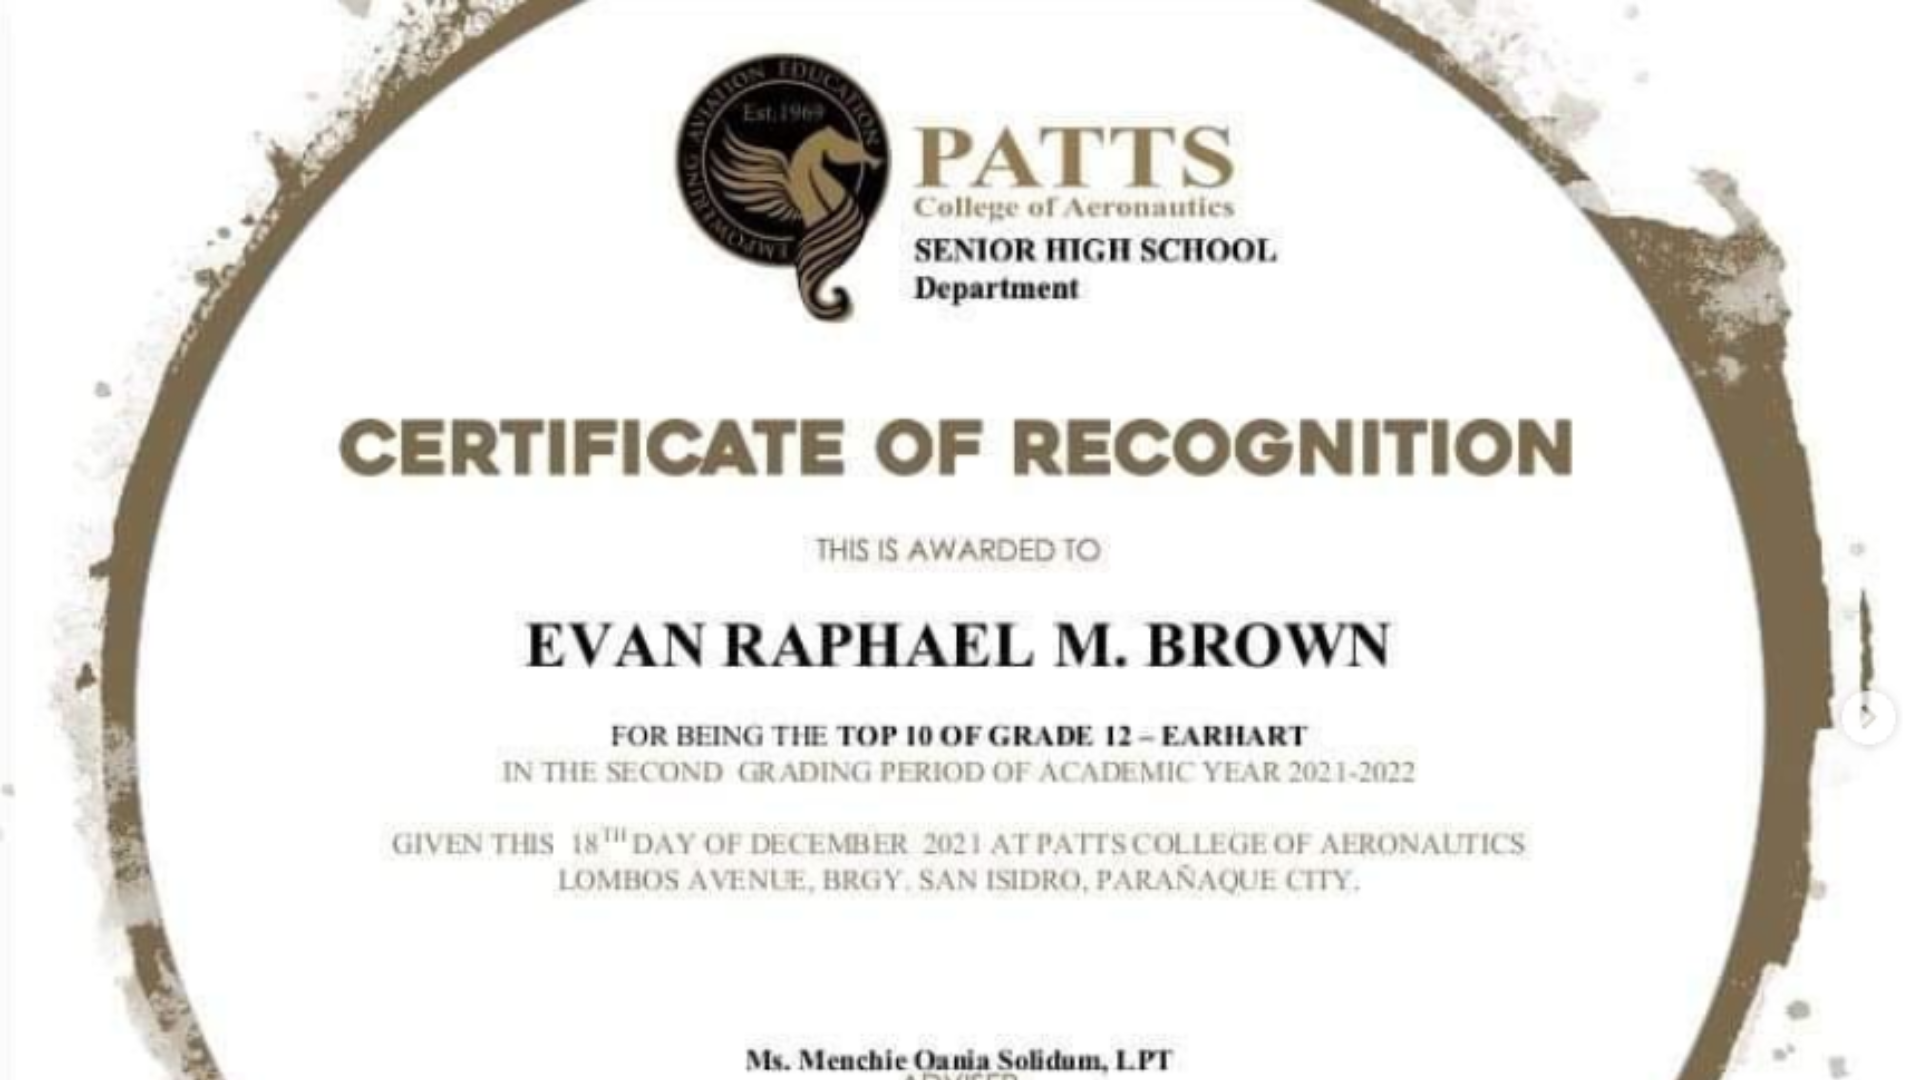 EMPOWERING AVIATION EDUCATION
Est.1969
PATTS
College of Aeronautics
SENIOR HIGH SCHOOL
Department
CERTIFICATE OF RECOGNITION
THIS IS AWARDED TO
EVAN RAPHAEL M. BROWN
FOR BEING THE TOP 10 OF GRADE 12 – EARHART
IN THE SECOND GRADING PERIOD OF ACADEMIC YEAR 2021-2022
GIVEN THIS 18TH DAY OF DECEMBER 2021 AT PATTS COLLEGE OF AERONAUTICS
LOMBOS AVENUE, BRGY. SAN ISIDRO, PARAÑAQUE CITY.
Ms. Menchie Oania Solidum, LPT
ADVISER